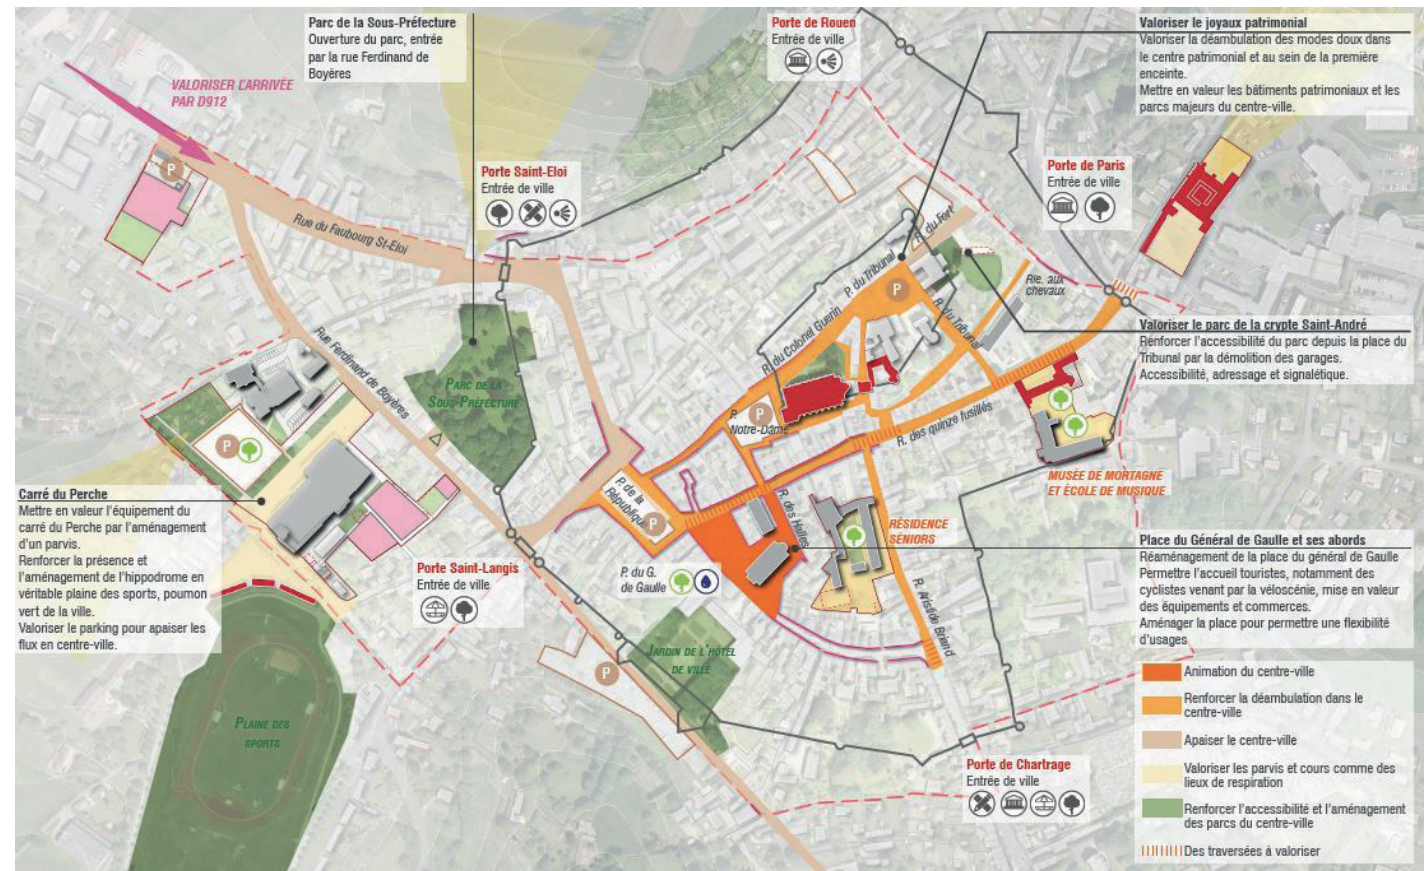 Parc de la Sous-Préfecture
Ouverture du parc, entrée
par la rue Ferdinand de
Boyères
Porte de Rouen
Entrée de ville
Valoriser le joyaux patrimonial
Valoriser la déambulation des modes doux dans
le centre patrimonial et au sein de la première
enceinte.
Mettre en valeur les bâtiments patrimoniaux et les
parcs majeurs du centre-ville.
VALORISER L'ARRIVÉE
PAR D912
P
Porte Saint-Eloi
Entrée de ville
Porte de Paris
Entrée de ville
Rue du Faubourg St-Eloi
R. du Fort
P. du Tribunal
P
Rle. aux
chevaux
R. du Colonel Guérin
R. du Tribunal
Valoriser le parc de la crypte Saint-André
Renforcer l'accessibilité du parc depuis la place du
Tribunal par la démolition des garages.
Accessibilité, adressage et signalétique.
Rue Ferdinand de Boyères
PARC DE LA
SOUS-PRÉFECTURE
P.
Notre-Dame
P
R. des quinze fusillés
P
MUSÉE DE MORTAGNE
ET ÉCOLE DE MUSIQUE
Carré du Perche
Mettre en valeur l'équipement du
carré du Perche par l'aménagement
d'un parvis.
Renforcer la présence et
l'aménagement de l'hippodrome en
véritable plaine des sports, poumon
vert de la ville.
Valoriser le parking pour apaiser les
flux en centre-ville.
P. de la
République
P
R. des Halles
RÉSIDENCE
SÉNIORS
Porte Saint-Langis
Entrée de ville
P. du G.
de Gaulle
R. Aristide Briand
Place du Général de Gaulle et ses abords
Réaménagement de la place du général de Gaulle
Permettre l'accueil touristes, notamment des
cyclistes venant par la véloscénie, mise en valeur
des équipements et commerces.
Aménager la place pour permettre une flexibilité
d'usages
JARDIN DE L'HÔTEL
DE VILLE
P
PLAINE DES
SPORTS
Porte de Chartrage
Entrée de ville
Animation du centre-ville
Renforcer la déambulation dans le
centre-ville
Apaiser le centre-ville
Valoriser les parvis et cours comme des
lieux de respiration
Renforcer l'accessibilité et l'aménagement
des parcs du centre-ville
Des traversées à valoriser